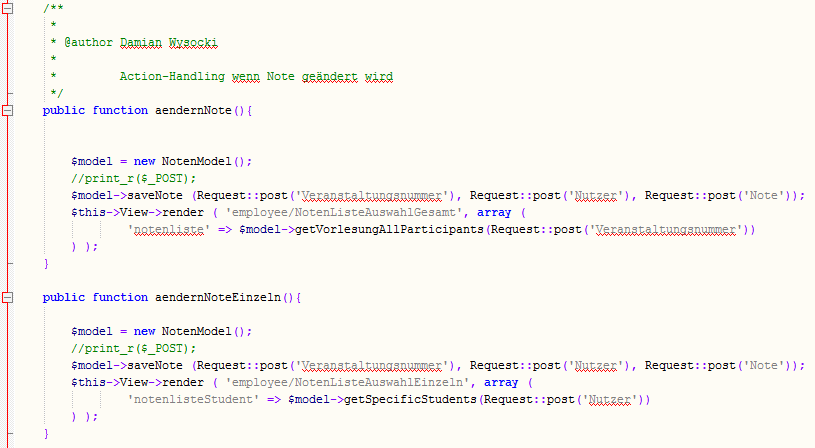 /**
*
* @author Damian Wysocki
*
* Action-Handling wenn Note geändert wird
*/
public function aendernNote(){
$model = new NotenModel();
//print_r($_POST);
$model->saveNote (Request::post('Veranstaltungsnummer'), Request::post('Nutzer'), Request::post('Note'));
$this->View->render ( 'employee/NotenListeAuswahlGesamt', array (
'notenliste' => $model->getVorlesungAllParticipants(Request::post('Veranstaltungsnummer'))
) );
}
public function aendernNoteEinzeln(){
$model = new NotenModel();
//print_r($_POST);
$model->saveNote (Request::post('Veranstaltungsnummer'), Request::post('Nutzer'), Request::post('Note'));
$this->View->render ( 'employee/NotenListeAuswahlEinzeln', array (
'notenlisteStudent' => $model->getSpecificStudents(Request::post('Nutzer'))
) );
}